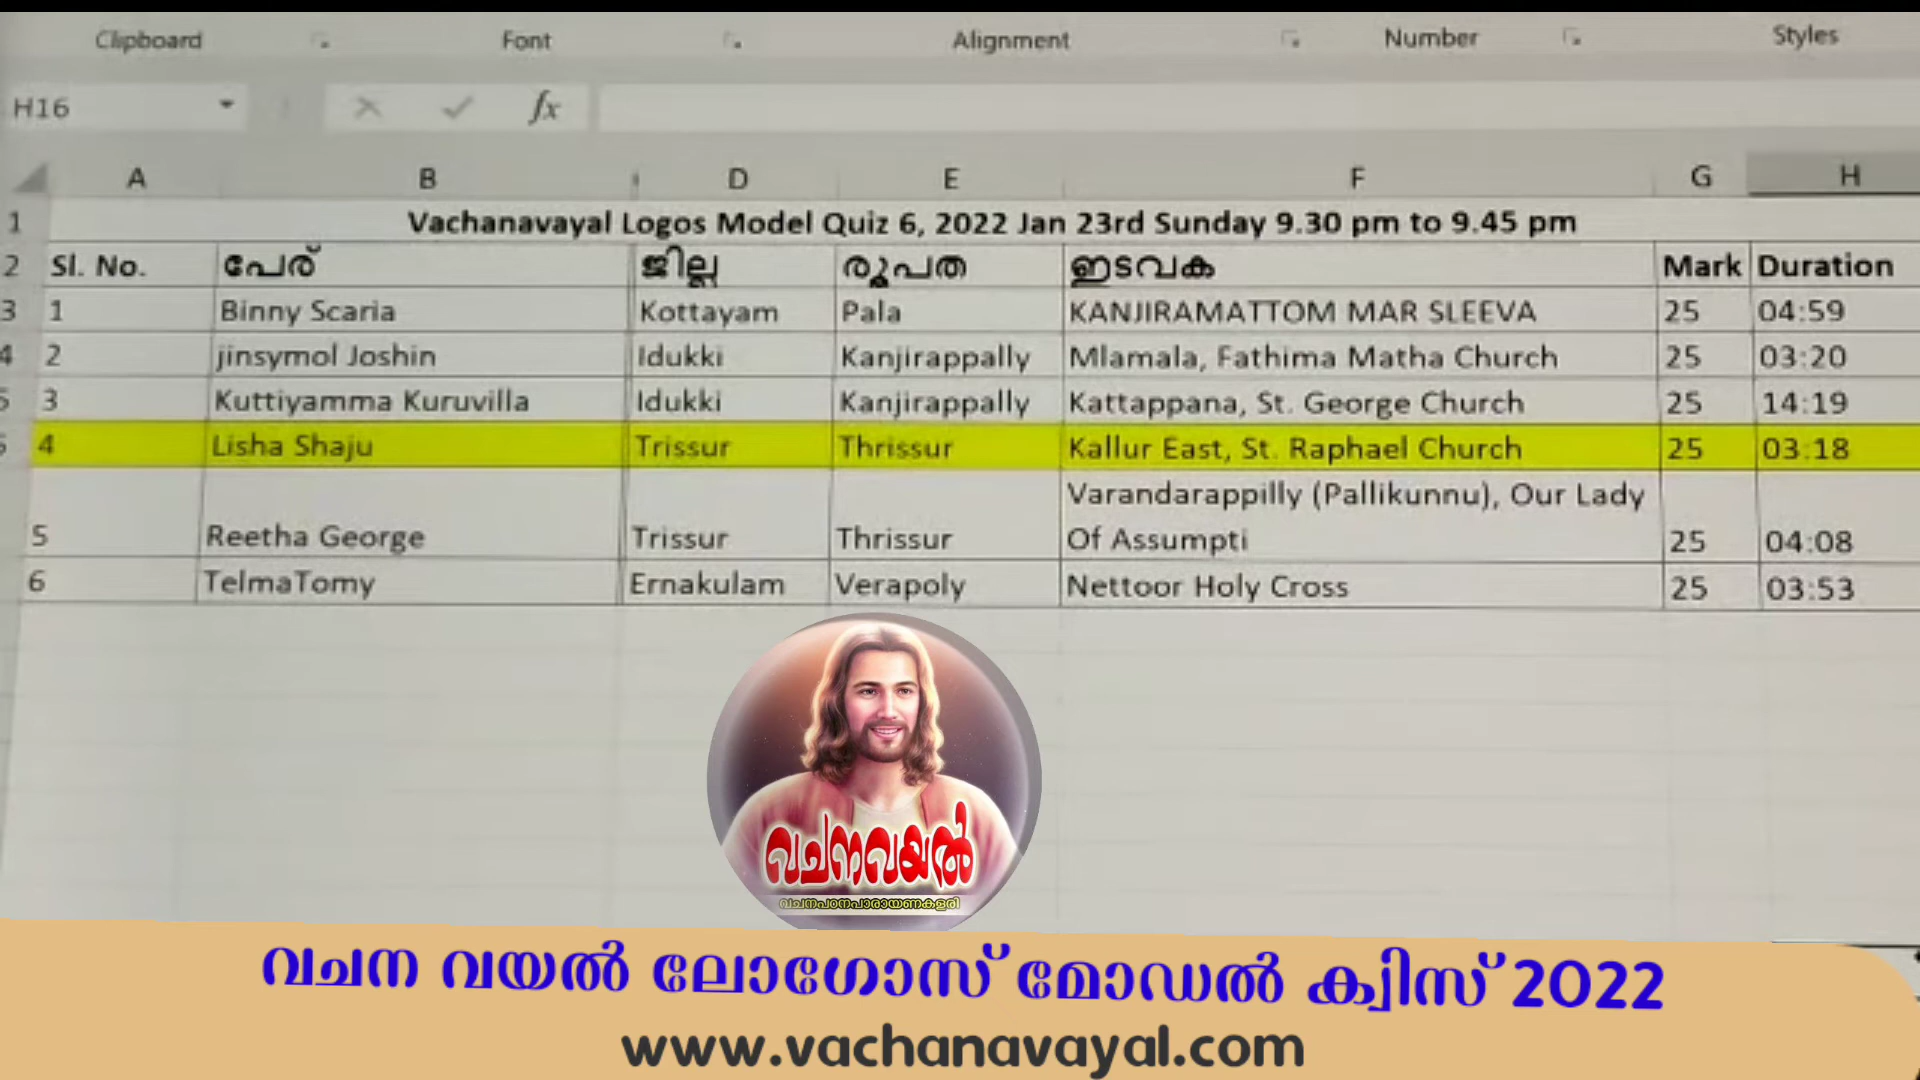 Clipboard Font Alignment Number Styles
H16 fx
A B D E F G H
1 Vachanavayal Logos Model Quiz 6, 2022 Jan 23rd Sunday 9.30 pm to 9.45 pm
2 Sl. No. പേര് ജില്ല രൂപത ഇടവക Mark Duration
3 1 Binny Scaria Kottayam Pala KANJIRAMATTOM MAR SLEEVA 25 04:59
4 2 jinsymol Joshin Idukki Kanjirappally Mlamala, Fathima Matha Church 25 03:20
5 3 Kuttiyamma Kuruvilla Idukki Kanjirappally Kattappana, St. George Church 25 14:19
4 Lisha Shaju Trissur Thrissur Kallur East, St. Raphael Church 25 03:18
Varandarappilly (Pallikunnu), Our Lady
5 Reetha George Trissur Thrissur Of Assumpti 25 04:08
6 TelmaTomy Ernakulam Verapoly Nettoor Holy Cross 25 03:53
വചനവയൽ
വചനപഠനപാരായണകളരി
വചന വയൽ ലോഗോസ് മോഡൽ ക്വിസ് 2022
www.vachanavayal.com